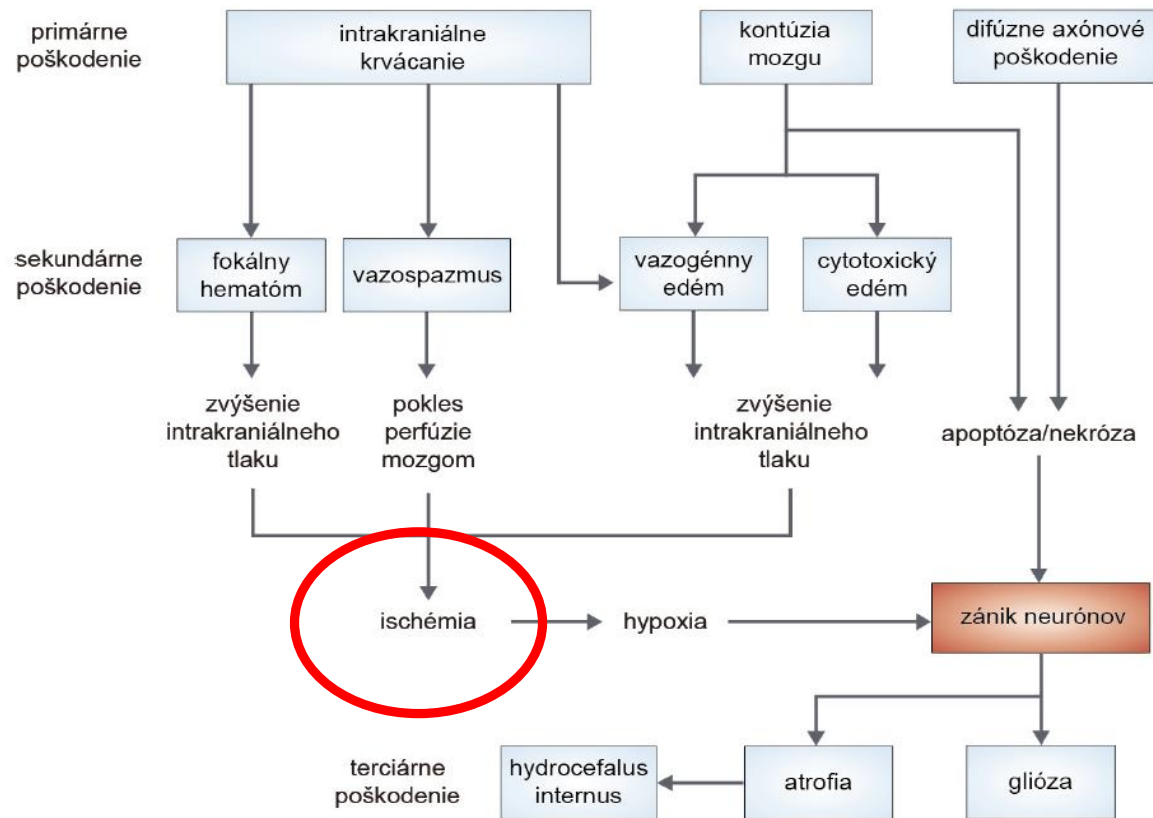 primárne
poškodenie
intrakraniálne
krvácanie
kontúzia
mozgu
difúzne axónové
poškodenie
sekundárne
poškodenie
fokálny
hematóm
vazospazmus
vazogénny
edém
cytotoxický
edém
zvýšenie
intrakraniálneho
tlaku
pokles
perfúzie
mozgom
zvýšenie
intrakraniálneho
tlaku
apoptóza/nekróza
ischémia
hypoxia
zánik neurónov
terciárne
poškodenie
hydrocefalus
internus
atrofia
glióza